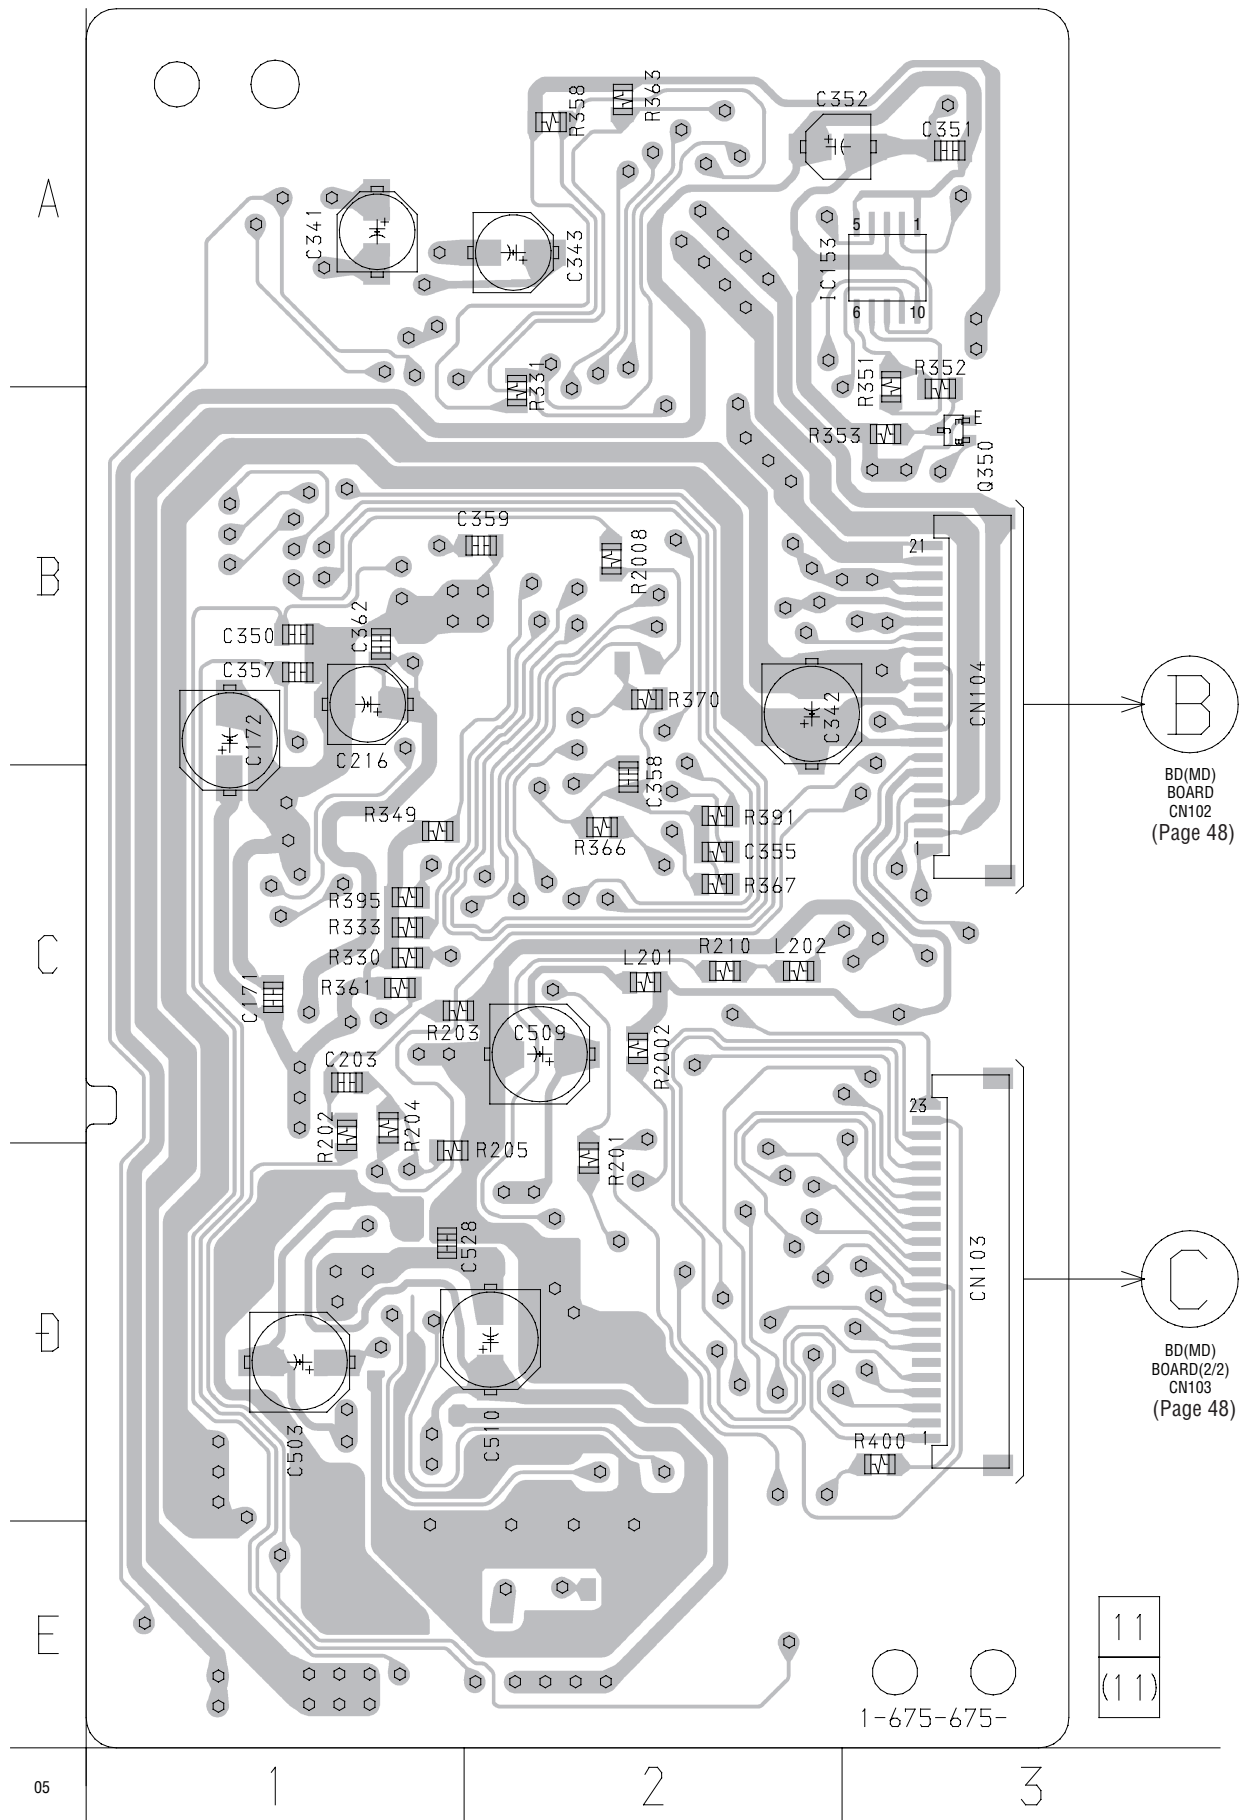 R358
R363
C352
C351
A
C341
C343
IC153
5
1
6
10
R331
R351
R352
R353
E
Q350
C359
R2008
21
B
C350
C362
C357
R370
C342
CN104
B
C172
C216
BD(MD)
BOARD
CN102
(Page 48)
C358
R349
R366
R391
C355
R367
1
R395
R333
R330
R361
C
C171
L201
R210
L202
R203
C509
R2002
C203
23
R202
R204
R205
R201
C528
CN103
C
D
BD(MD)
BOARD(2/2)
CN103
(Page 48)
C503
C510
R400
1
E
11
(11)
1-675-675-
05
1
2
3